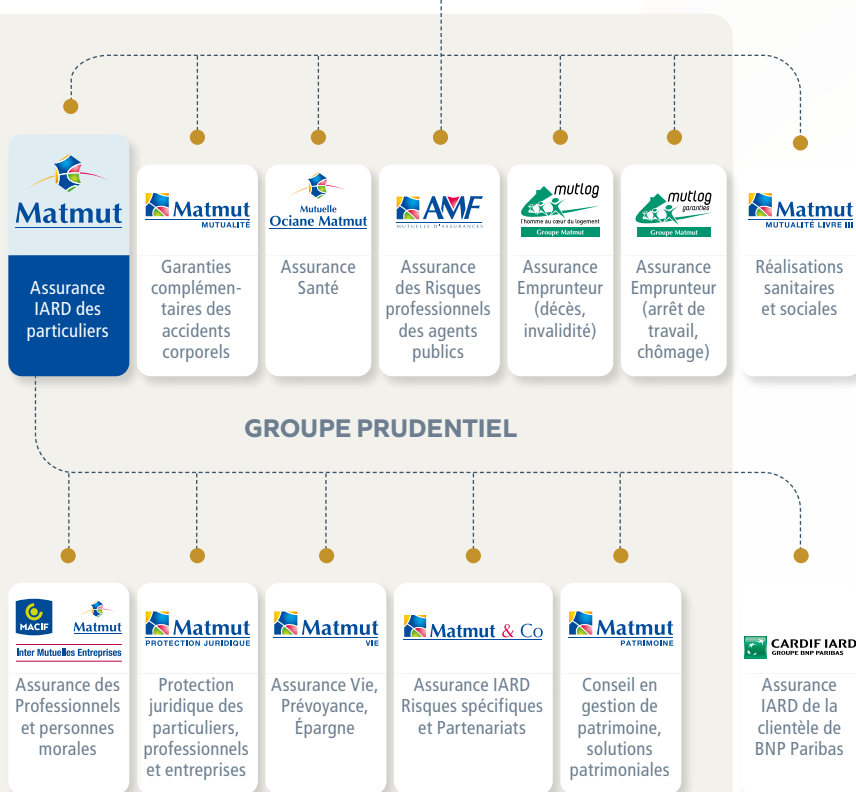 Matmut
Assurance
IARD des
particuliers
Matmut
MUTUALITÉ
Garanties
complémen-
taires des
accidents
corporels
Mutuelle
Ociane Matmut
Assurance
Santé
AMF
MUTUELLE D'ASSURANCES
Assurance
des Risques
professionnels
des agents
publics
mutlog
l'homme au cœur du logement
Groupe Matmut
Assurance
Emprunteur
(décès,
invalidité)
mutlog
garanties
Groupe Matmut
Assurance
Emprunteur
(arrêt de
travail,
chômage)
Matmut
MUTUALITÉ LIVRE III
Réalisations
sanitaires
et sociales
GROUPE PRUDENTIEL
MACIF
Matmut
Inter Mutuelles Entreprises
Assurance des
Professionnels
et personnes
morales
Matmut
PROTECTION JURIDIQUE
Protection
juridique des
particuliers,
professionnels
et entreprises
Matmut
VIE
Assurance Vie,
Prévoyance,
Épargne
Matmut & Co
Assurance IARD
Risques spécifiques
et Partenariats
Matmut
PATRIMOINE
Conseil en
gestion de
patrimoine,
solutions
patrimoniales
CARDIF IARD
GROUPE BNP PARIBAS
Assurance
IARD de la
clientèle de
BNP Paribas